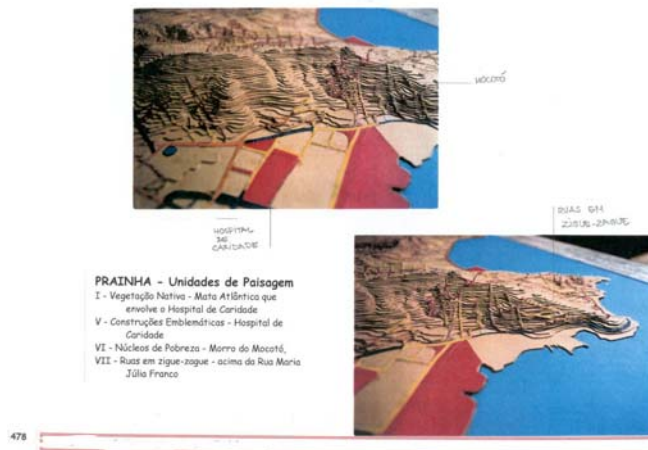 MOCOTÓ
HOSPITAL
DE
CARIDADE
RUAS EM
ZIGUE-ZAGUE
PRAINHA - Unidades de Paisagem
I - Vegetação Nativa - Mata Atlântica que
envolve o Hospital de Caridade
V - Construções Emblemáticas - Hospital de
Caridade
VI - Núcleos de Pobreza - Morro do Mocotó,
VII - Ruas em zigue-zague - acima da Rua Maria
Júlia Franco
478